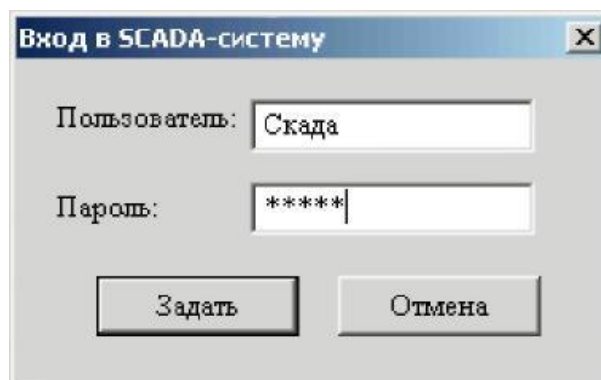 Вход в SCADA-систему
Пользователь: Скада
Пароль: *****
Задать Отмена